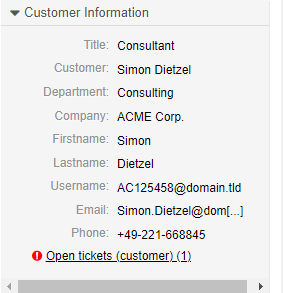 Customer Information
Title: Consultant
Customer: Simon Dietzel
Department: Consulting
Company: ACME Corp.
Firstname: Simon
Lastname: Dietzel
Username: AC125458@domain.tld
Email: Simon.Dietzel@dom[...]
Phone: +49-221-668845
Open tickets (customer) (1)